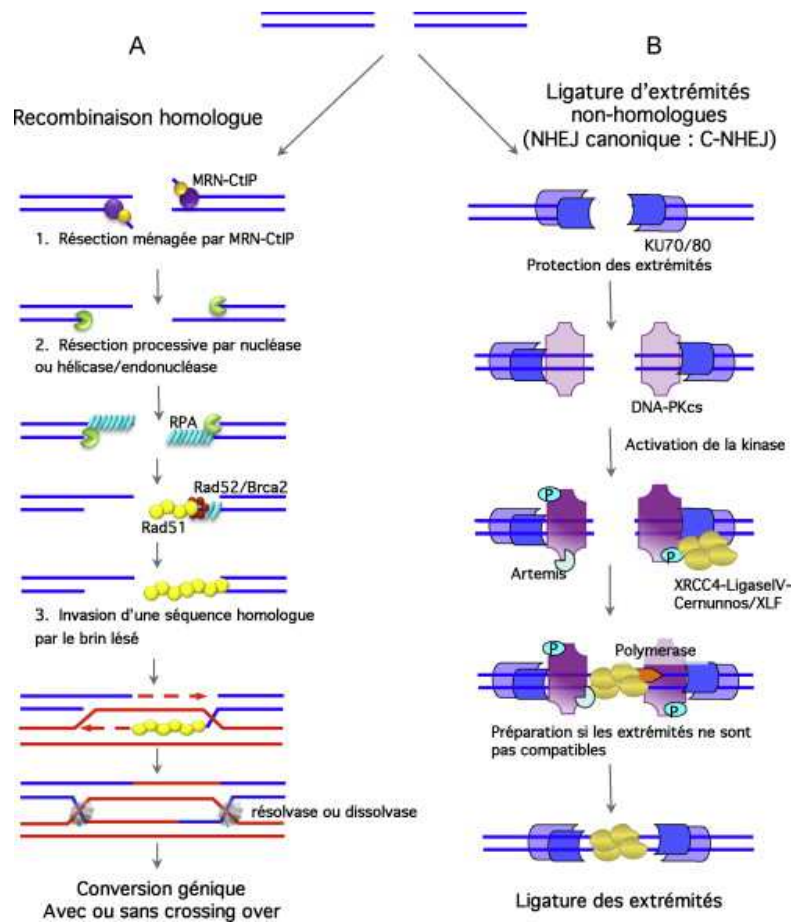 A
Recombinaison homologue
MRN-CtIP
1. Résection ménagée par MRN-CtIP
2. Résection processive par nucléase
ou hélicase/endonucléase
RPA
Rad52/Brca2
Rad51
3. Invasion d'une séquence homologue
par le brin lésé
résolvase ou dissolvase
Conversion génique
Avec ou sans crossing over
B
Ligature d'extrémités
non-homologues
(NHEJ canonique : C-NHEJ)
KU70/80
Protection des extrémités
DNA-PKcs
Activation de la kinase
P
Artemis
P
XRCC4-LigaseIV-
Cernunnos/XLF
P
Polymerase
P
Préparation si les extrémités ne sont
pas compatibles
Ligature des extrémités